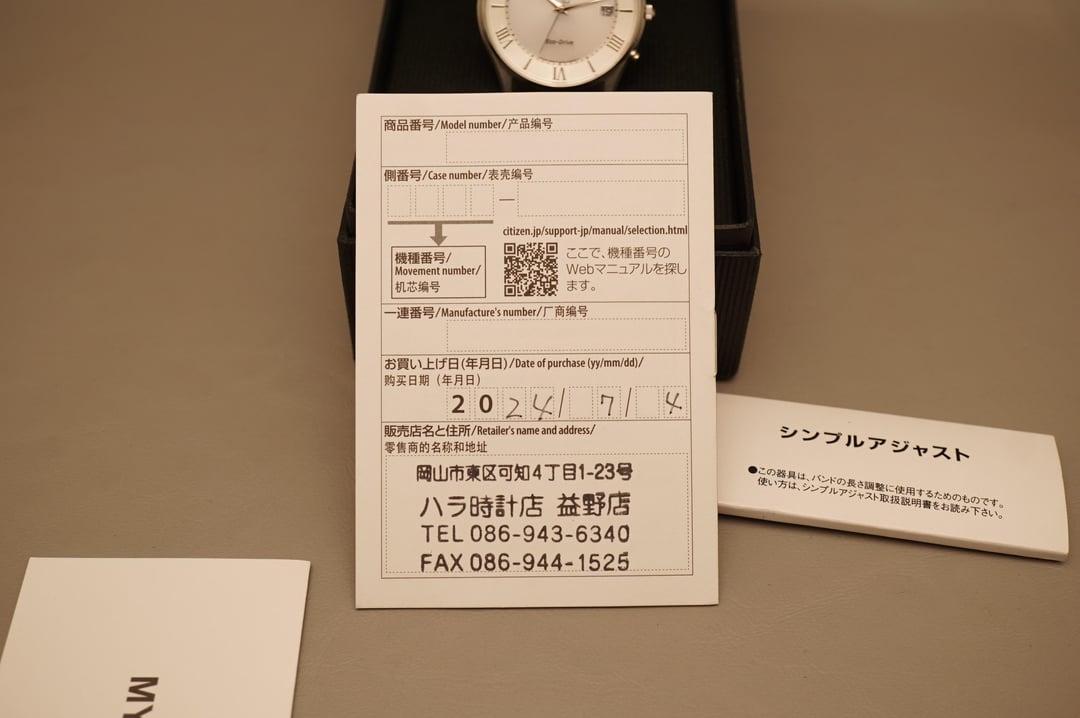 Eco-Drive
商品番号/Model number/产品编号
側番号/Case number/表壳编号
citizen.jp/support-jp/manual/selection.html
機種番号/
Movement number/
机芯编号
ここで、機種番号の
Webマニュアルを探し
ます。
一連番号/Manufacture's number/厂商编号
お買い上げ日(年月日)/Date of purchase (yy/mm/dd)/
购买日期（年月日）
2024/7/4
販売店名と住所/Retailer's name and address/
零售商的名称和地址
岡山市東区可知4丁目1-23号
ハラ時計店 益野店
TEL 086-943-6340
FAX 086-944-1525
シンプルアジャスト
●この器具は、バンドの長さ調整に使用するためのものです。
使い方は、シンプルアジャスト取扱説明書をお読み下さい。
MY